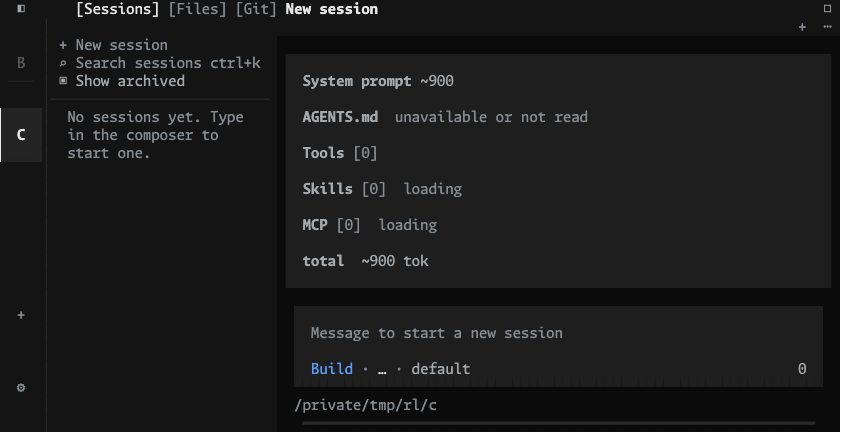 [Sessions] [Files] [Git] New session
+ …
+ New session
B
Search sessions ctrl+k
Show archived
No sessions yet. Type
in the composer to
start one.
C
+
System prompt ~900
AGENTS.md unavailable or not read
Tools [0]
Skills [0] loading
MCP [0] loading
total ~900 tok
Message to start a new session
Build · … · default 0
/private/tmp/rl/c